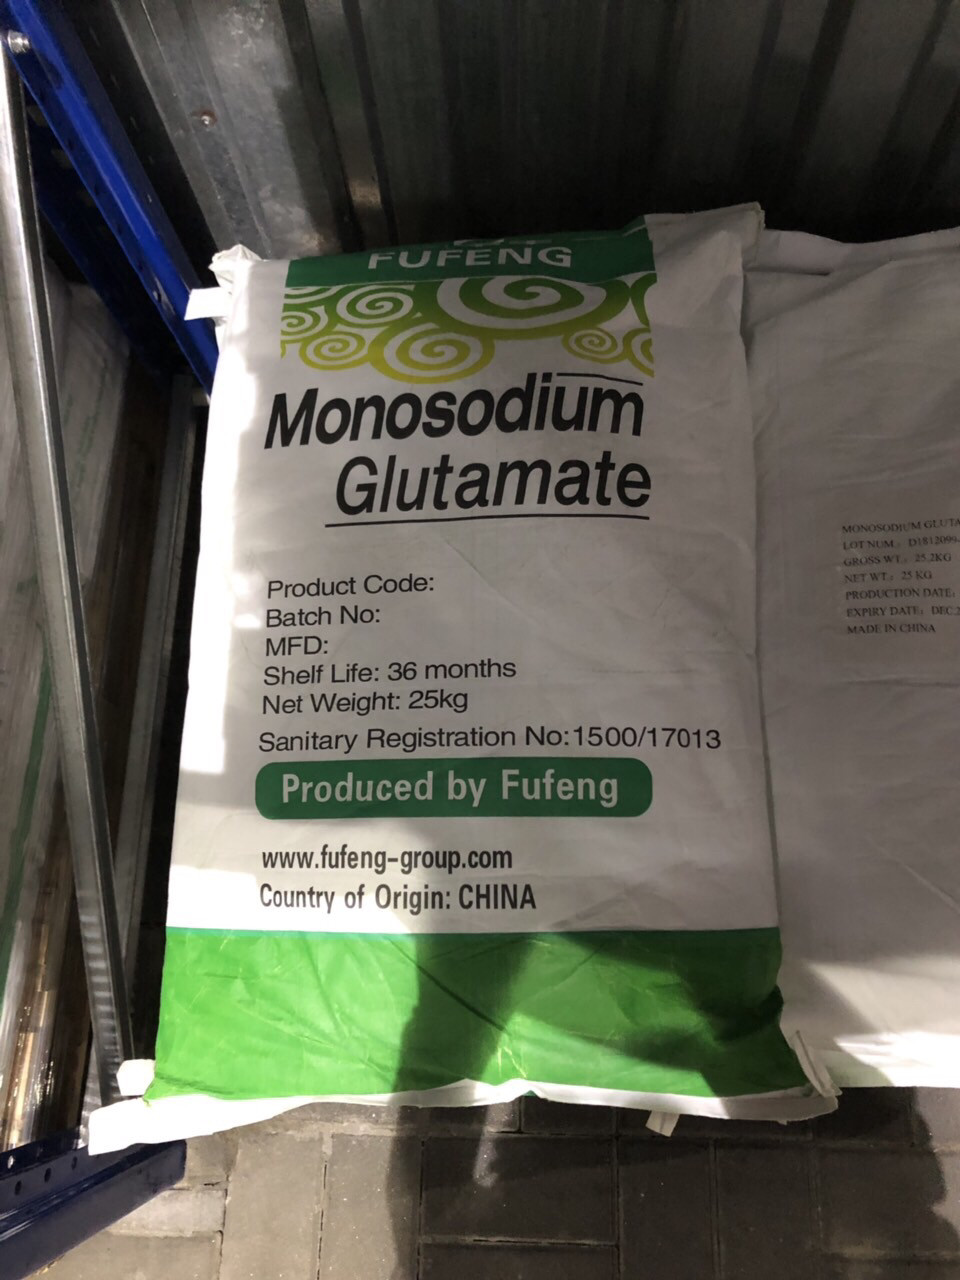 FUFENG
Monosodium
Glutamate
Product Code:
Batch No:
MFD:
Shelf Life: 36 months
Net Weight: 25kg
Sanitary Registration No:1500/17013
Produced by Fufeng
www.fufeng-group.com
Country of Origin: CHINA
MONOSODIUM
LOT NUM.:
GROSS WT.: 25.2KG
NET WT.: 25 KG
PRODUCTION DATE:
EXPIRY DATE: DEC.
MADE IN CHINA